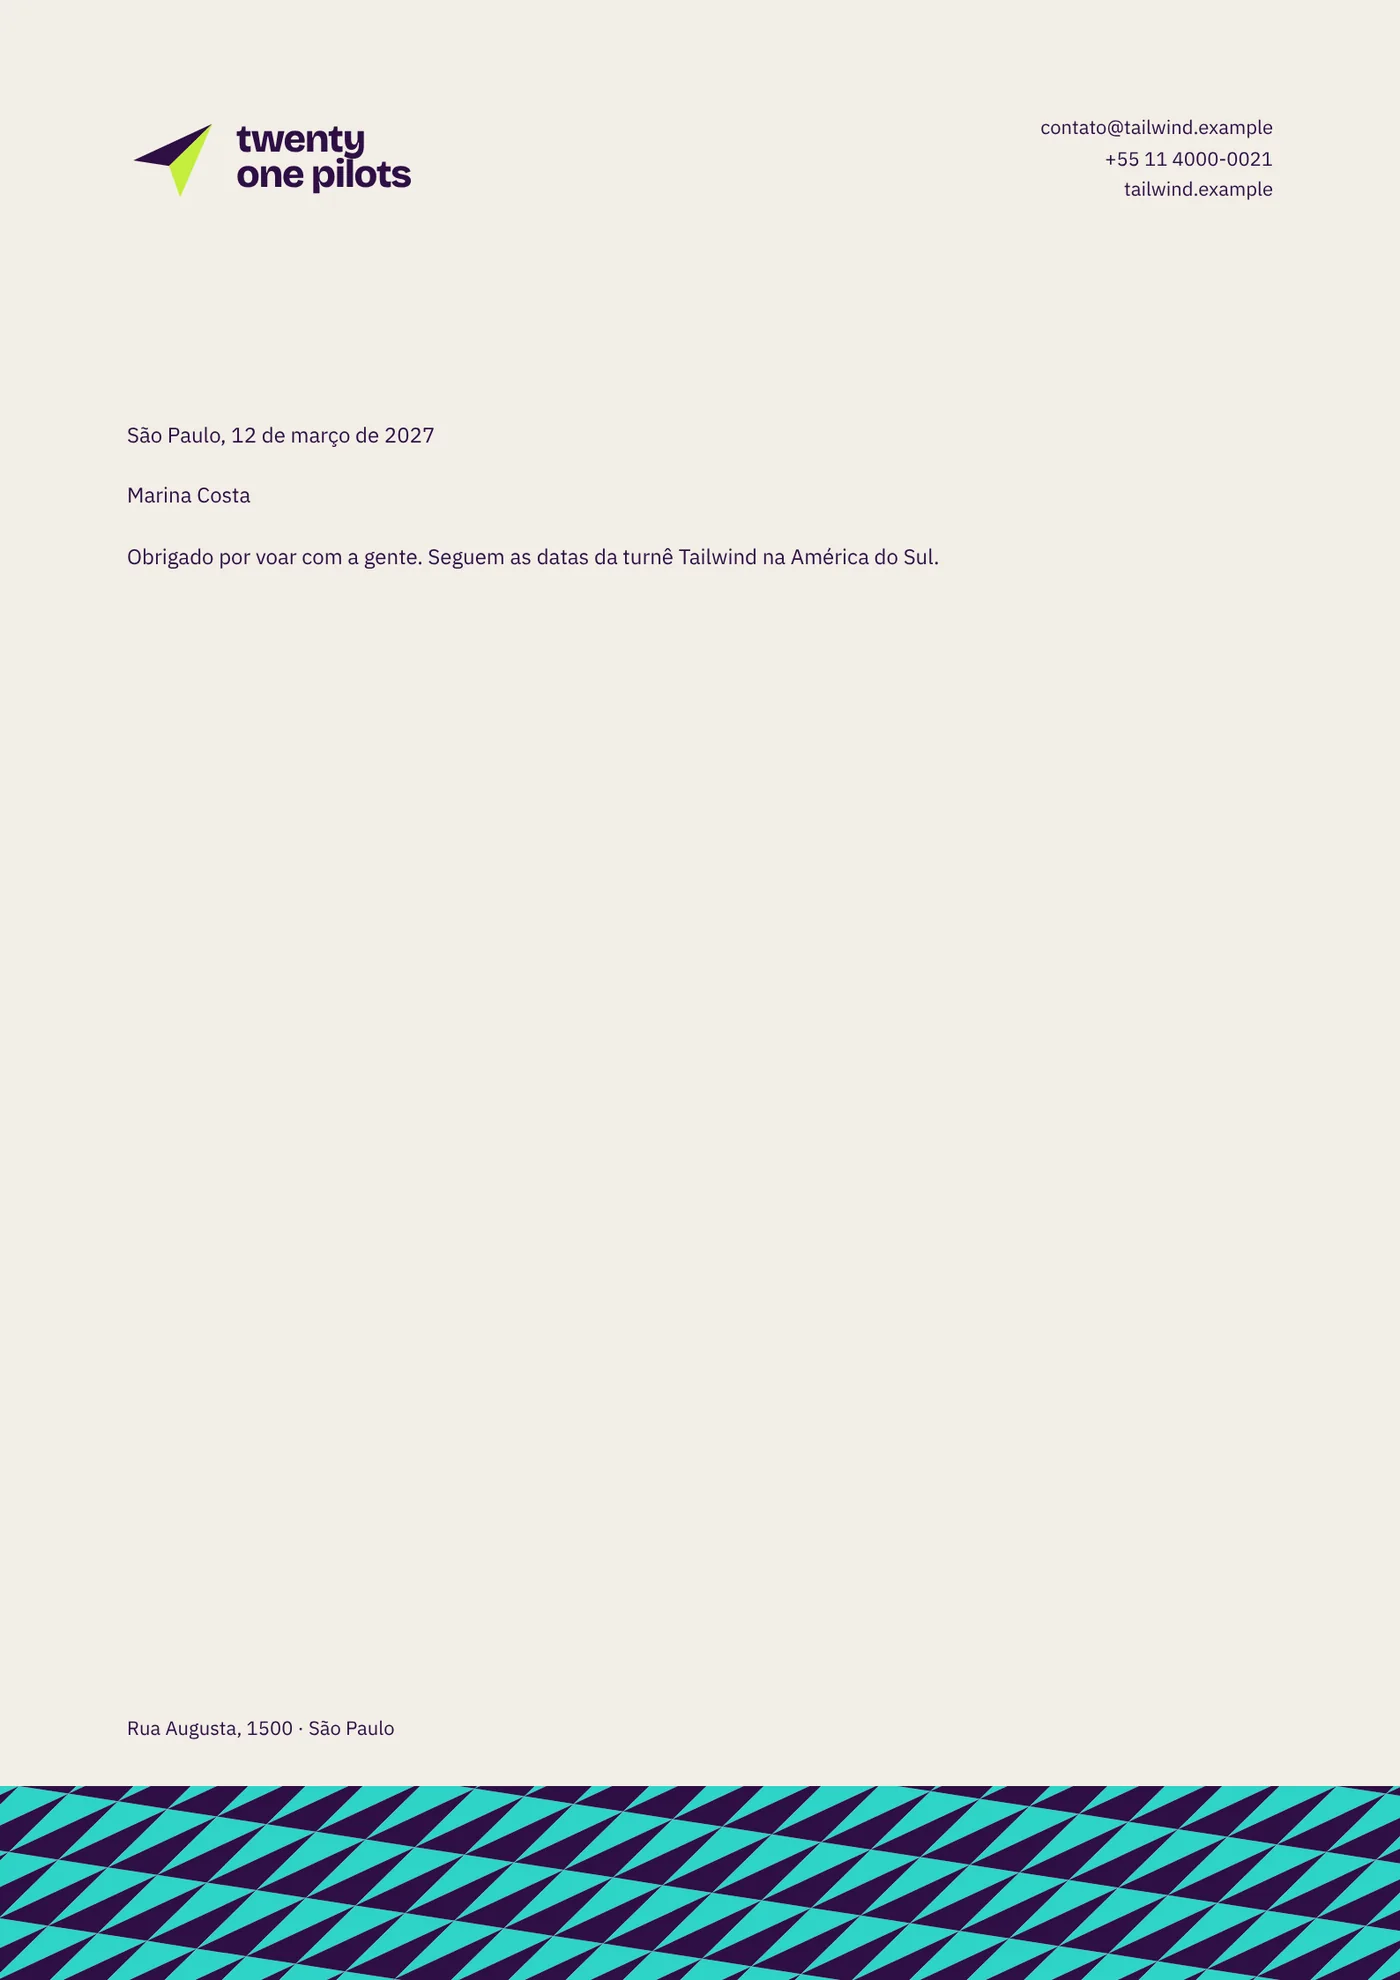 twenty
one pilots
contato@tailwind.example
+55 11 4000-0021
tailwind.example
São Paulo, 12 de março de 2027
Marina Costa
Obrigado por voar com a gente. Seguem as datas da turnê Tailwind na América do Sul.
Rua Augusta, 1500 · São Paulo